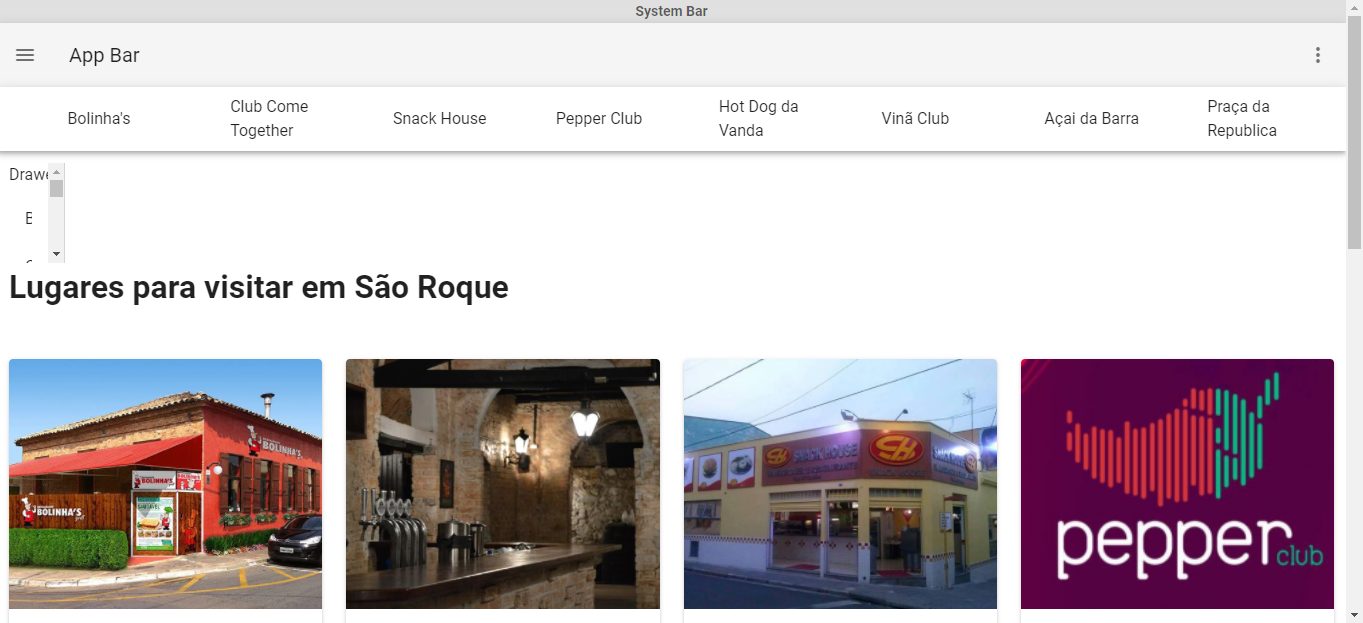 System Bar
App Bar
Bolinha's
Club Come
Together
Snack House
Pepper Club
Hot Dog da
Vanda
Vinã Club
Açai da Barra
Praça da
Republica
Drawe
B
Lugares para visitar em São Roque
BOLINHA'S
BOLINHA'S
BOLINHA'S
SH
SNACK HOUSE
SH
pepper
club